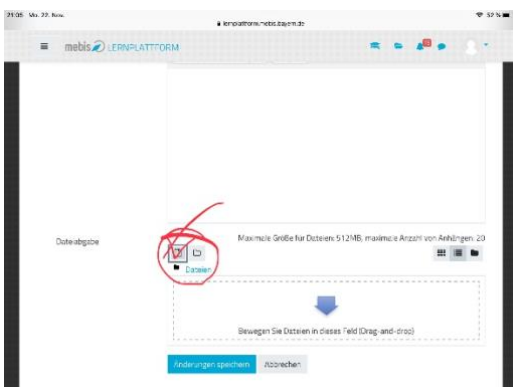 21:05 Mo. 22. Nov.
lernplattform.mebis.bayern.de
52 %
mebis LERNPLATTFORM
Dateiabgabe
Maximale Größe für Dateien: 512MB, maximale Anzahl von Anhängen: 20
Dateien
Bewegen Sie Dateien in dieses Feld (Drag-and-drop)
Änderungen speichern Abbrechen